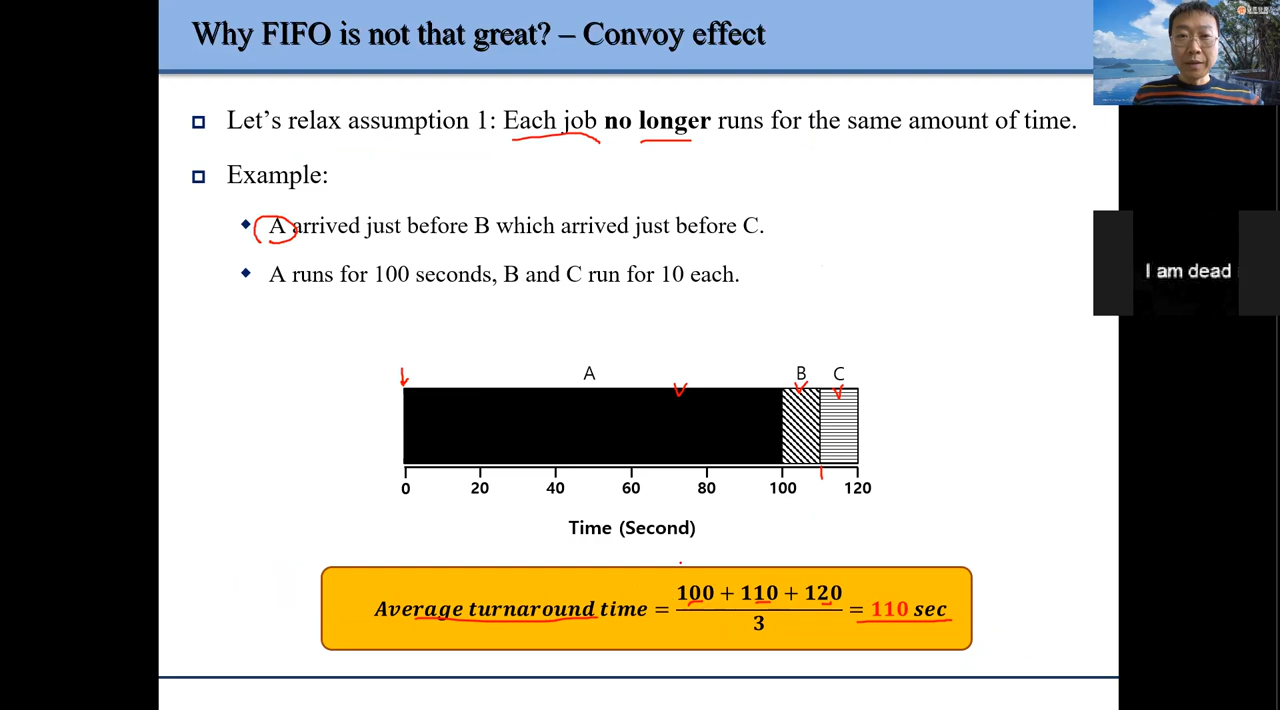 Why FIFO is not that great? – Convoy effect
Let's relax assumption 1: Each job no longer runs for the same amount of time.
Example:
A arrived just before B which arrived just before C.
A runs for 100 seconds, B and C run for 10 each.
I am dead
A B C
0 20 40 60 80 100 120
Time (Second)
Average turnaround time = (100 + 110 + 120) / 3 = 110 sec